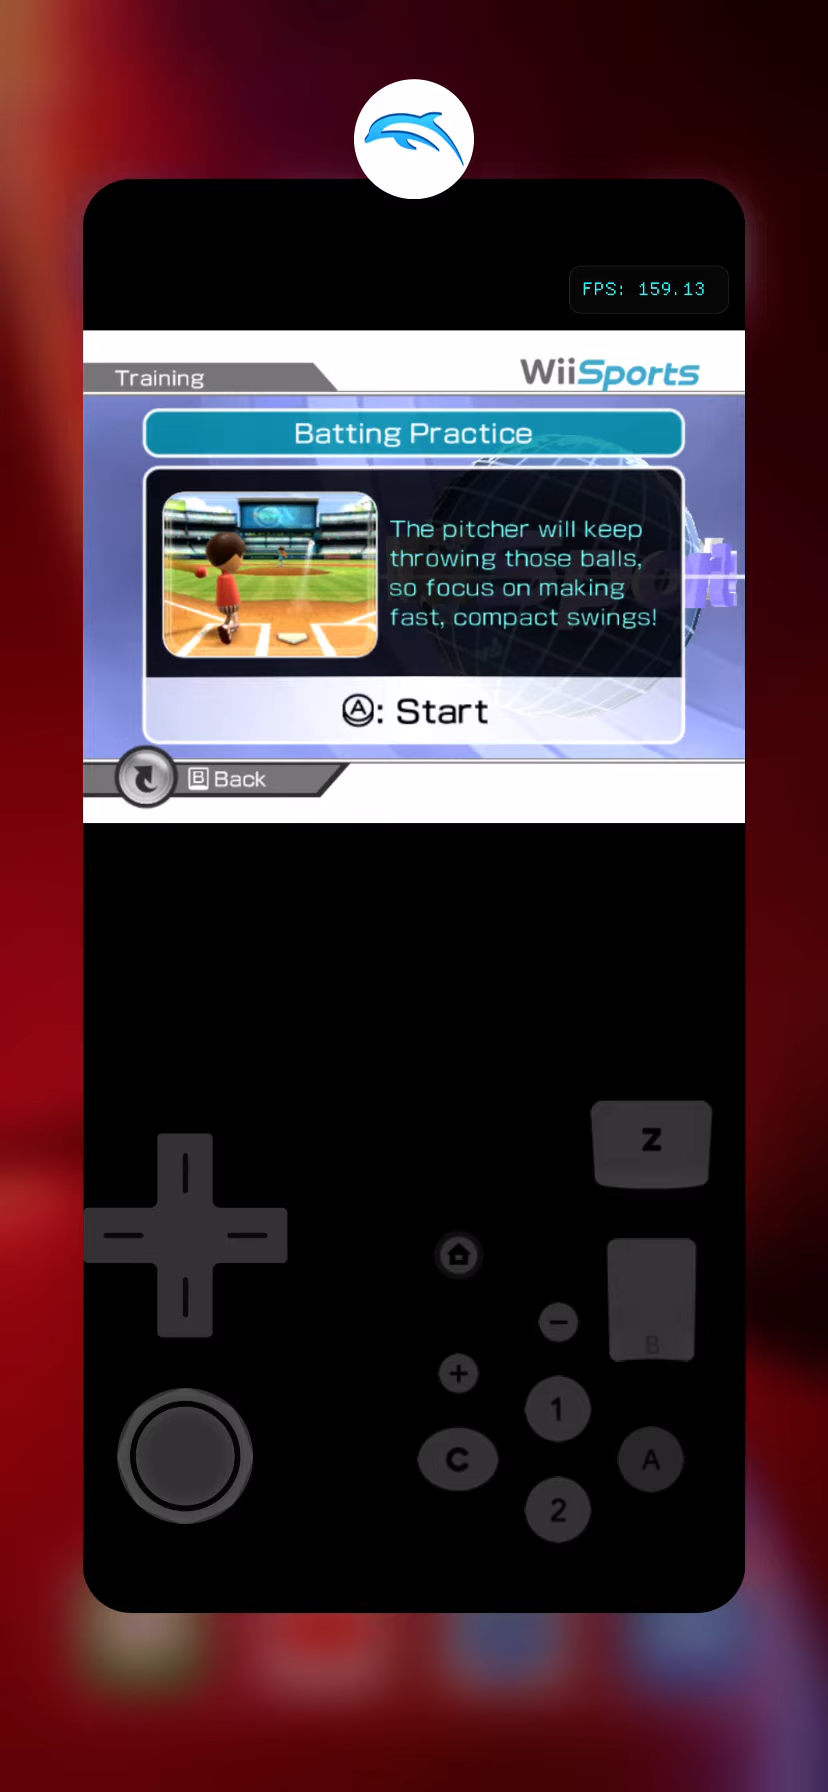 FPS: 159.13
Training
WiiSports
Batting Practice
The pitcher will keep
throwing those balls,
so focus on making
fast, compact swings!
A: Start
B Back
Z
B
1
C
A
2